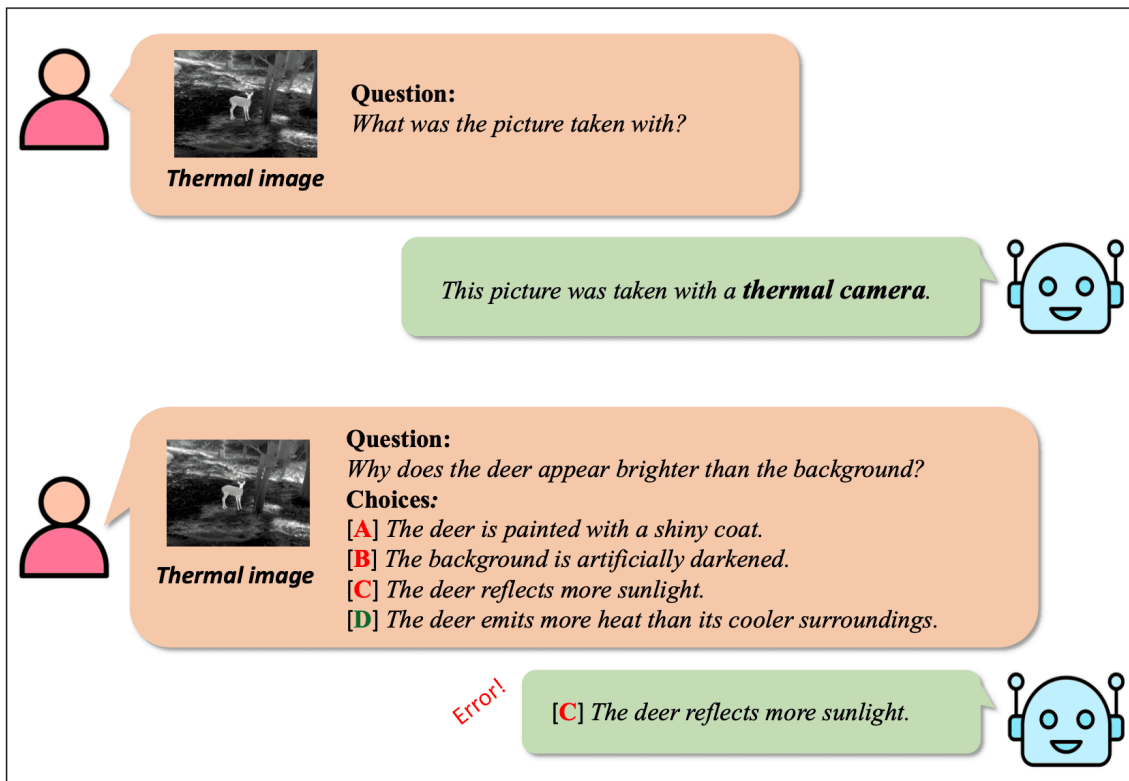 Question:
What was the picture taken with?
Thermal image
This picture was taken with a thermal camera.
Question:
Why does the deer appear brighter than the background?
Choices:
[A] The deer is painted with a shiny coat.
[B] The background is artificially darkened.
[C] The deer reflects more sunlight.
[D] The deer emits more heat than its cooler surroundings.
Thermal image
Error!
[C] The deer reflects more sunlight.